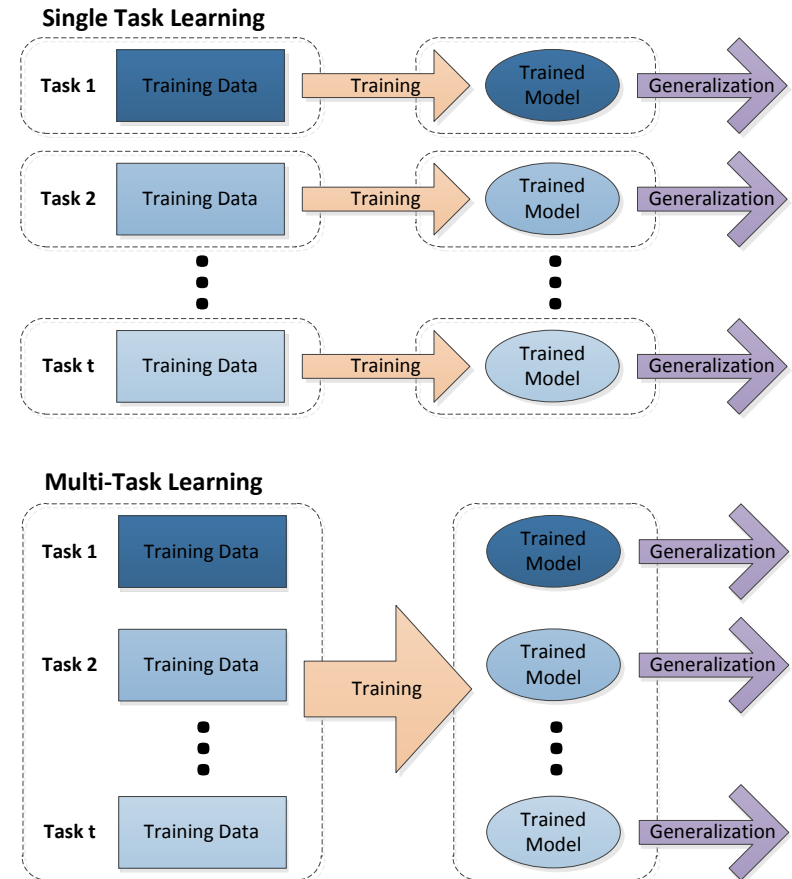 Single Task Learning
Task 1
Training Data
Training
Trained
Model
Generalization
Task 2
Training Data
Training
Trained
Model
Generalization
Task t
Training Data
Training
Trained
Model
Generalization
Multi-Task Learning
Task 1
Training Data
Trained
Model
Generalization
Task 2
Training Data
Training
Trained
Model
Generalization
Task t
Training Data
Trained
Model
Generalization